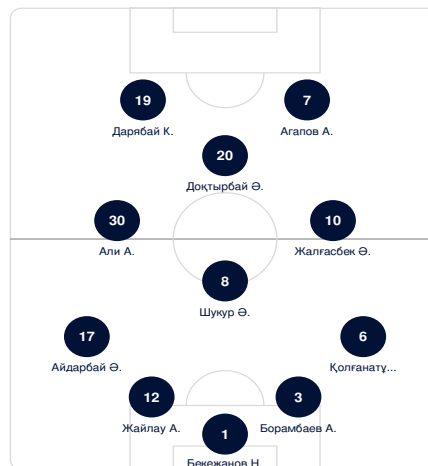 19
7
Дарябай К.
Агапов А.
20
Доқтырбай Ә.
30
10
Али А.
Жалғасбек Ә.
8
Шукур Ә.
17
6
Айдарбай Ә.
Қолғанату...
12
3
Жайлау А.
Борамбаев А.
1
Бекежанов Н.